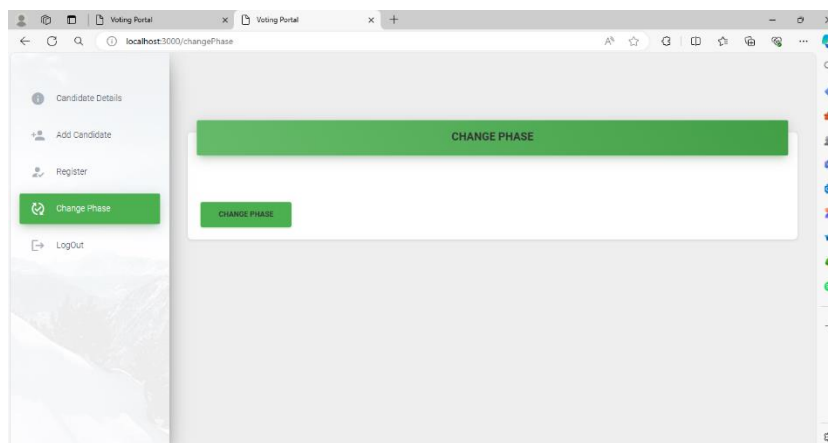 Voting Portal
Voting Portal
localhost:3000/changePhase
Candidate Details
Add Candidate
Register
Change Phase
LogOut
CHANGE PHASE
CHANGE PHASE